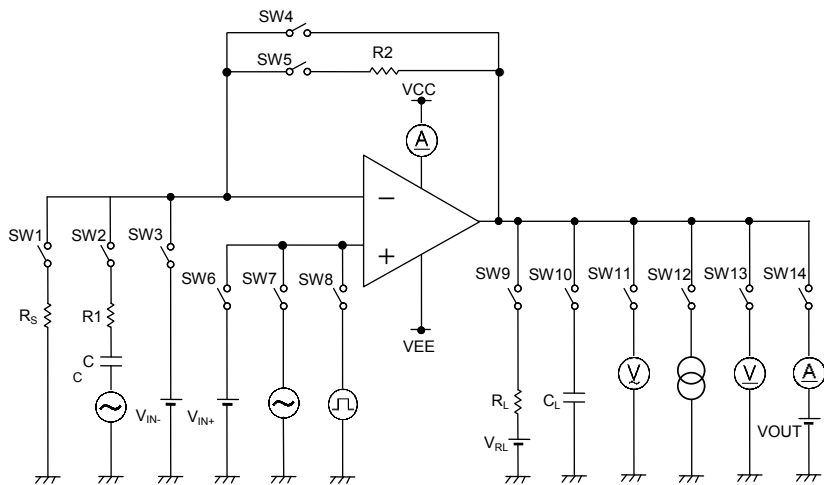 SW4
SW5
R2
VCC
A
−
+
SW1
SW2
SW3
SW6
SW7
SW8
SW9
SW10
SW11
SW12
SW13
SW14
RS
R1
C
C
VEE
V
V
A
VIN-
VIN+
RL
CL
VRL
VOUT